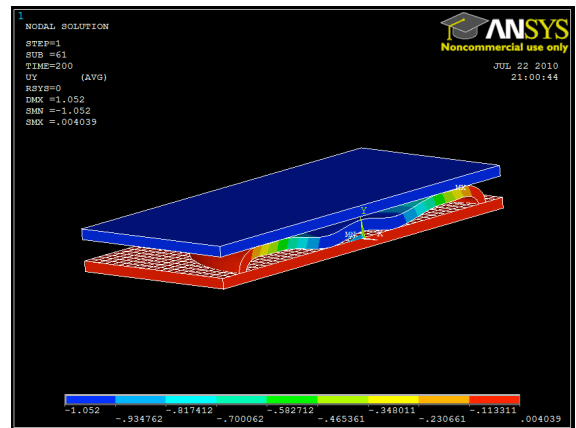 1
NODAL SOLUTION
STEP=1
SUB =61
TIME=200
UY (AVG)
RSYS=0
DMX =1.052
SMN =-1.052
SMX =.004039
ANSYS
Noncommercial use only
JUL 22 2010
21:00:44
Y
MX
MN
X
-1.052 -.817412 -.582712 -.348011 -.113311
-.934762 -.700062 -.465361 -.230661 .004039